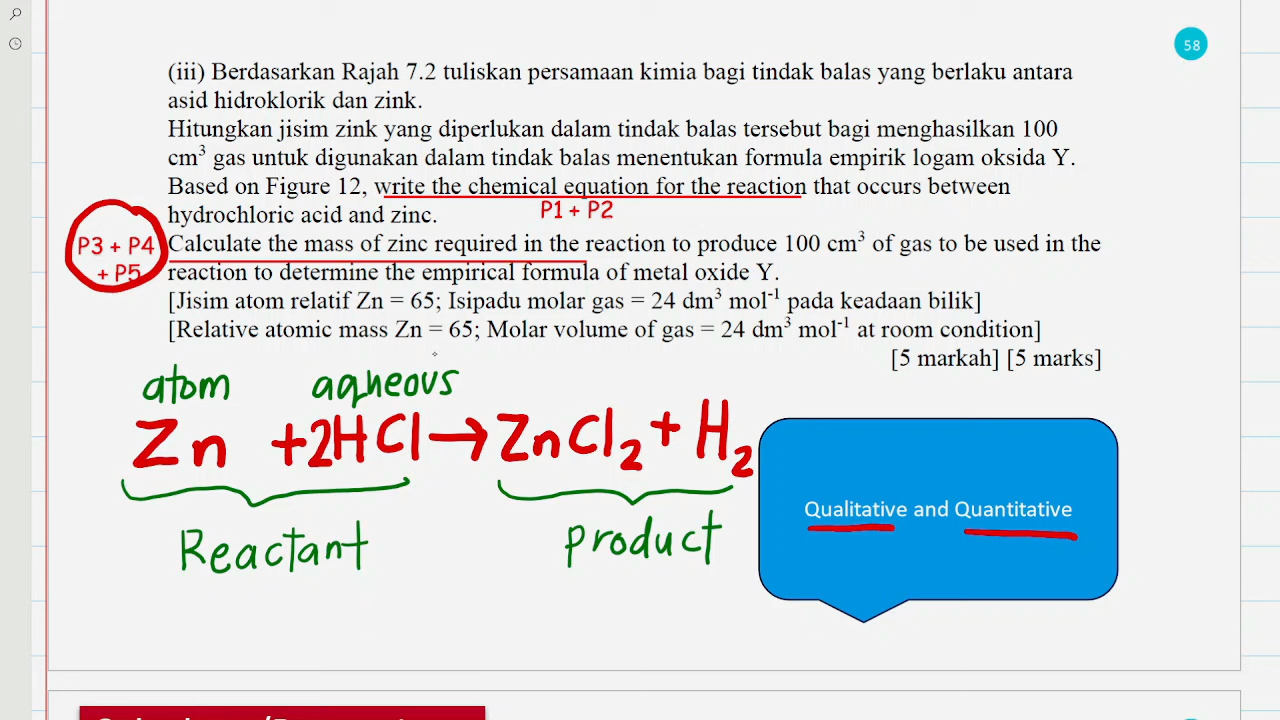 58
(iii) Berdasarkan Rajah 7.2 tuliskan persamaan kimia bagi tindak balas yang berlaku antara
asid hidroklorik dan zink.
Hitungkan jisim zink yang diperlukan dalam tindak balas tersebut bagi menghasilkan 100
cm³ gas untuk digunakan dalam tindak balas menentukan formula empirik logam oksida Y.
Based on Figure 12, write the chemical equation for the reaction that occurs between
hydrochloric acid and zinc.
P1 + P2
P3 + P4
+ P5
Calculate the mass of zinc required in the reaction to produce 100 cm³ of gas to be used in the
reaction to determine the empirical formula of metal oxide Y.
[Jisim atom relatif Zn = 65; Isipadu molar gas = 24 dm³ mol⁻¹ pada keadaan bilik]
[Relative atomic mass Zn = 65; Molar volume of gas = 24 dm³ mol⁻¹ at room condition]
[5 markah] [5 marks]
atom aqueous
Zn + 2HCl → ZnCl₂ + H₂
Reactant product
Qualitative and Quantitative